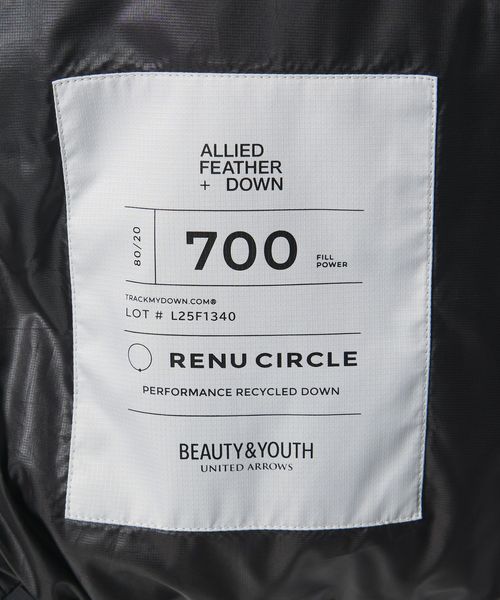 ALLIED
FEATHER
+ DOWN
80/20
700
FILL
POWER
TRACKMYDOWN.COM®
LOT # L25F1340
RENU CIRCLE
PERFORMANCE RECYCLED DOWN
BEAUTY&YOUTH
UNITED ARROWS